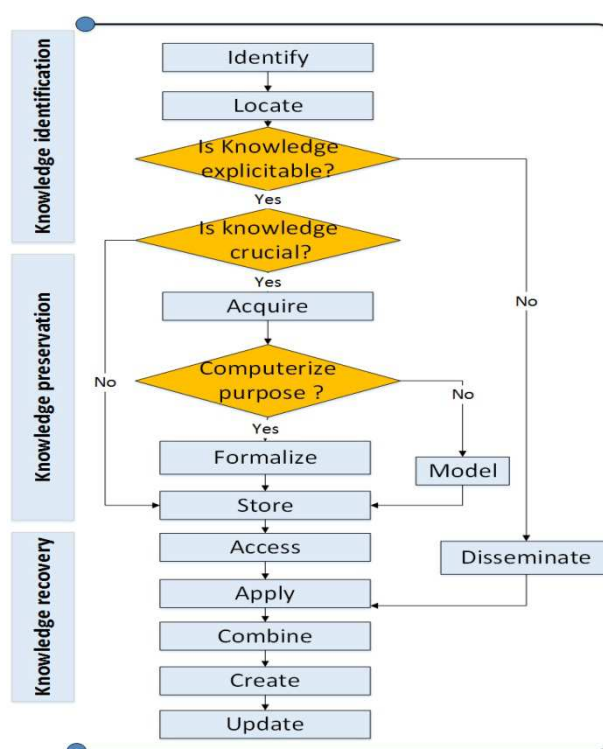 Knowledge identification
Identify
Locate
Is Knowledge
explicitable?
Yes
Is knowledge
crucial?
Yes
No
Knowledge preservation
Acquire
Computerize
purpose ?
No
No
Yes
Formalize
Model
Store
Knowledge recovery
Access
Disseminate
Apply
Combine
Create
Update